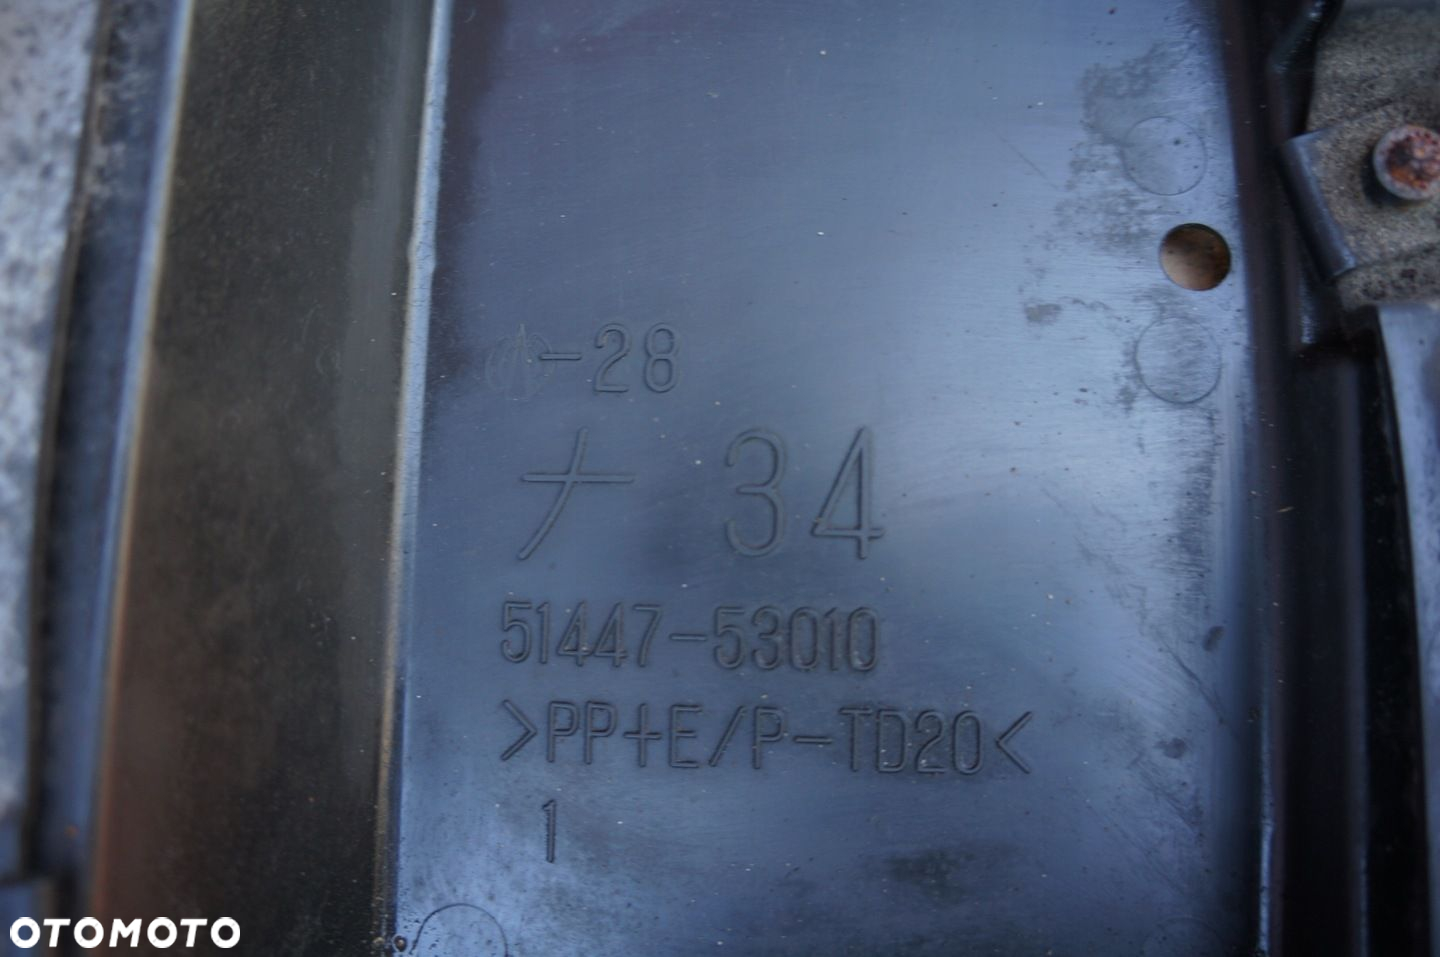 -28
ナ 34
51447-53010
>PP+E/P-TD20<
1
OTOMOTO